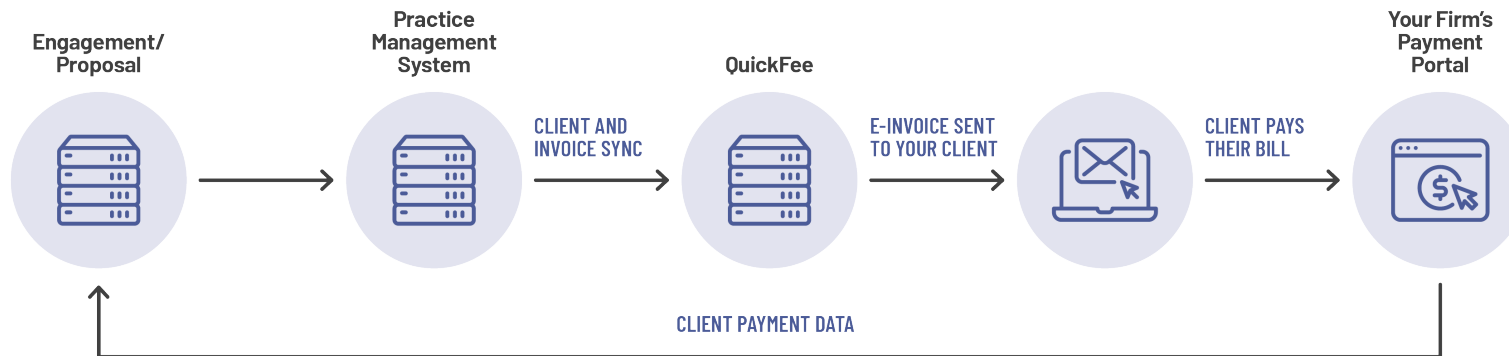 Engagement/
Proposal
Practice
Management
System
CLIENT AND
INVOICE SYNC
QuickFee
E-INVOICE SENT
TO YOUR CLIENT
CLIENT PAYS
THEIR BILL
Your Firm's
Payment
Portal
$
CLIENT PAYMENT DATA